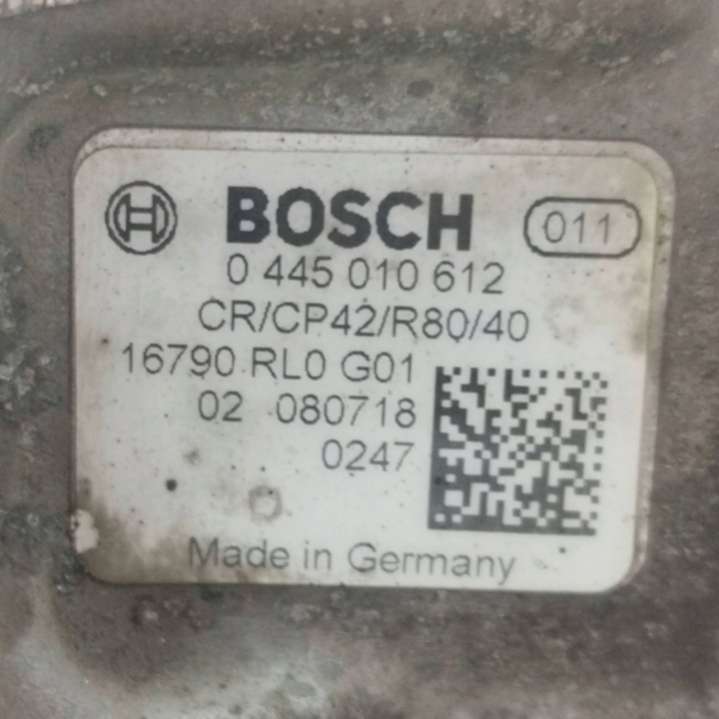 BOSCH 011
0 445 010 612
CR/CP42/R80/40
16790 RL0 G01
02 080718
0247
Made in Germany